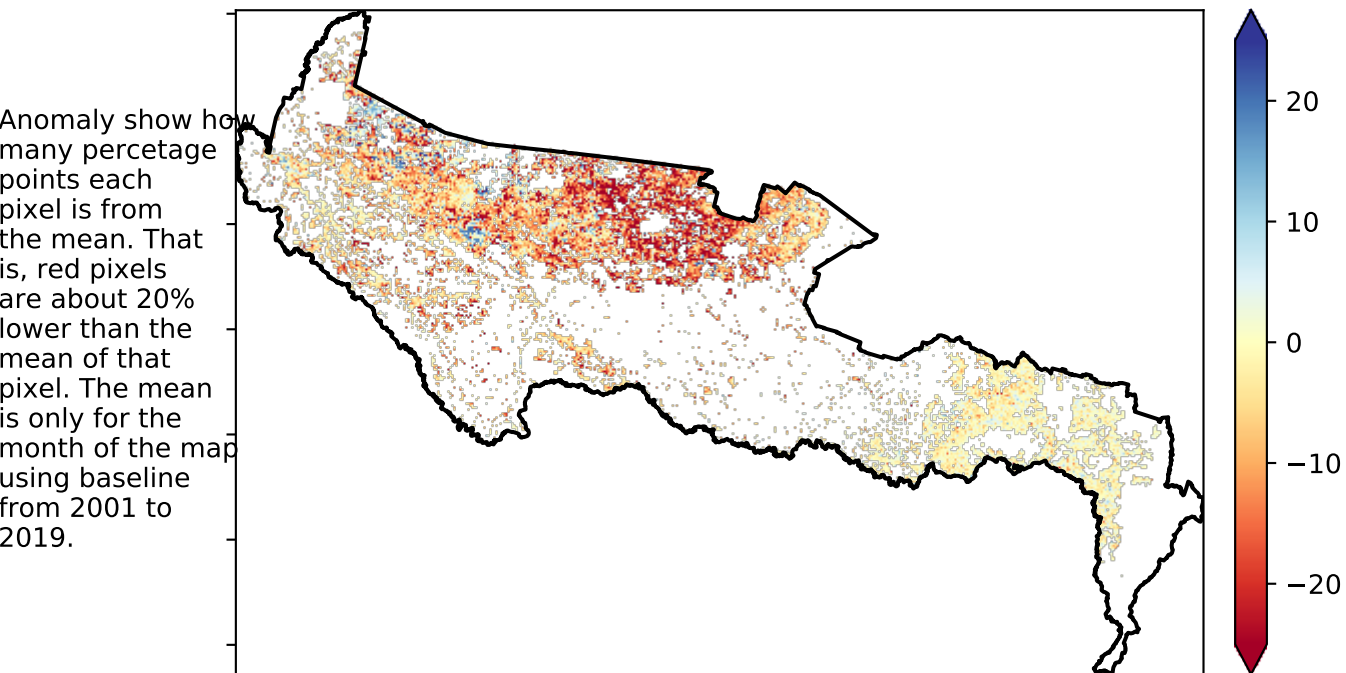 Anomaly show how
many percetage
points each
pixel is from
the mean. That
is, red pixels
are about 20%
lower than the
mean of that
pixel. The mean
is only for the
month of the map
using baseline
from 2001 to
2019.
20
10
0
−10
−20